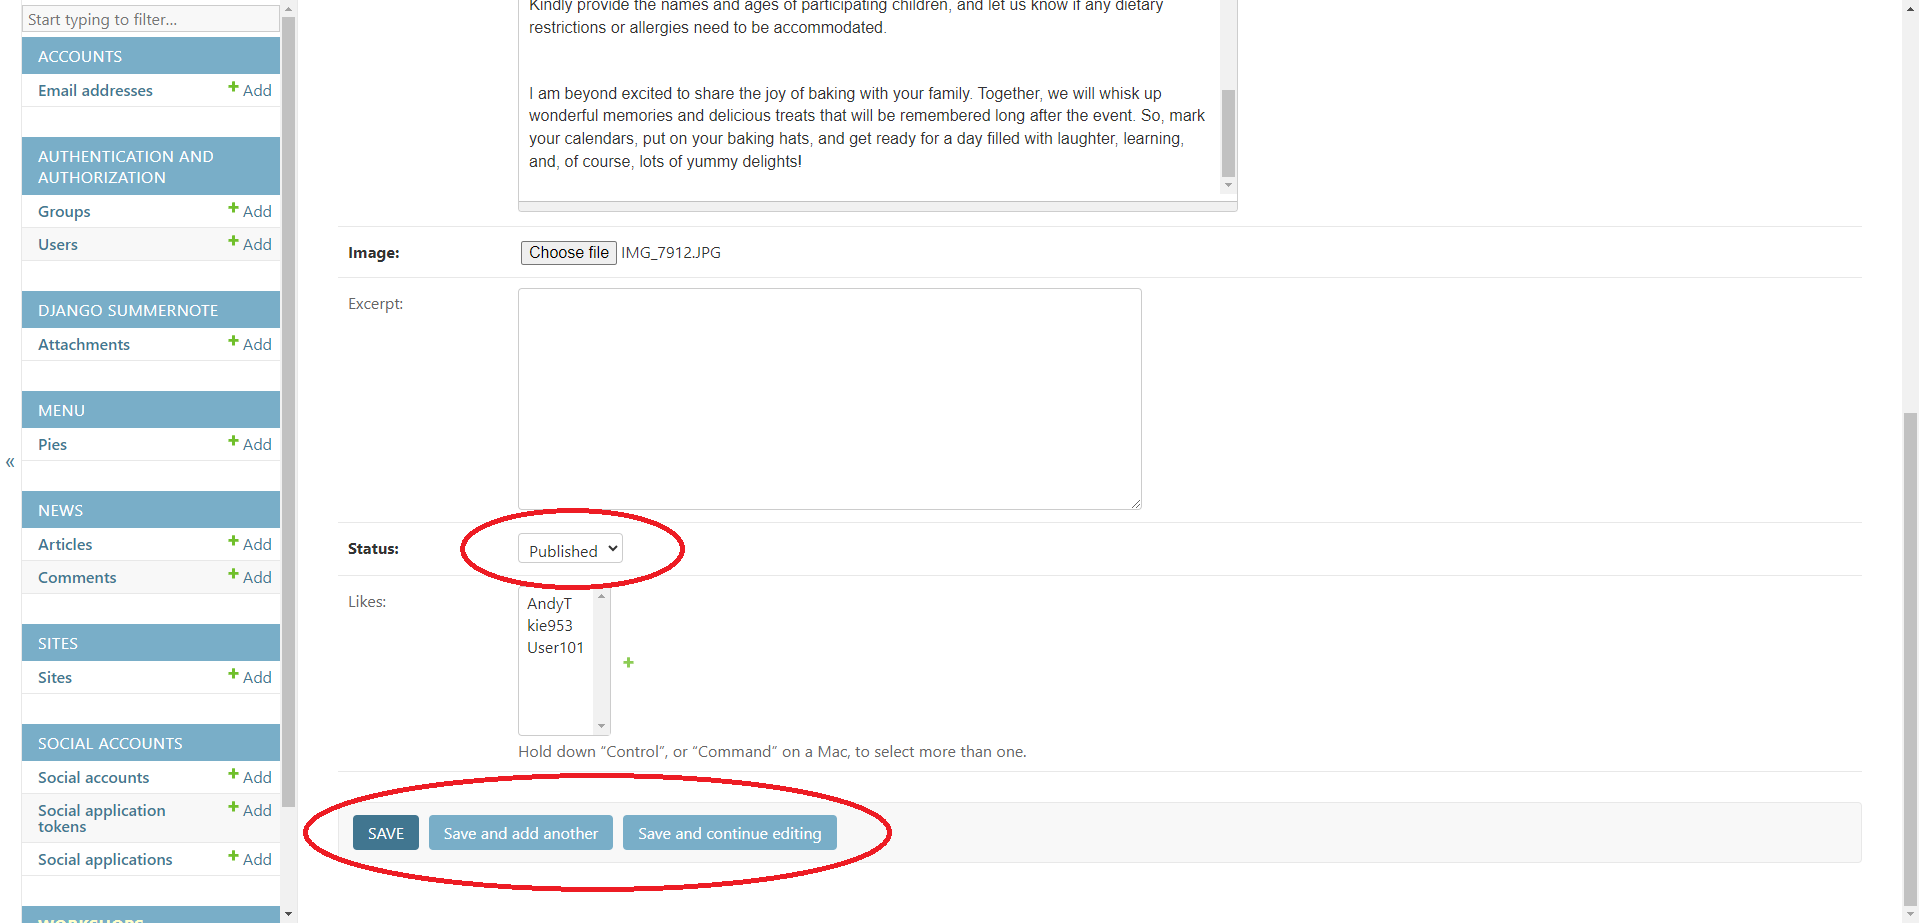 Start typing to filter...
ACCOUNTS
Email addresses
Add
AUTHENTICATION AND
AUTHORIZATION
Groups
Add
Users
Add
DJANGO SUMMERNOTE
Attachments
Add
MENU
Pies
Add
«
NEWS
Articles
Add
Comments
Add
SITES
Sites
Add
SOCIAL ACCOUNTS
Social accounts
Add
Social application
tokens
Add
Social applications
Add
WORKSHOPS
Kindly provide the names and ages of participating children, and let us know if any dietary
restrictions or allergies need to be accommodated.
I am beyond excited to share the joy of baking with your family. Together, we will whisk up
wonderful memories and delicious treats that will be remembered long after the event. So, mark
your calendars, put on your baking hats, and get ready for a day filled with laughter, learning,
and, of course, lots of yummy delights!
Image:
Choose file IMG_7912.JPG
Excerpt:
Status:
Published
Likes:
AndyT
kie953
User101
Hold down “Control”, or “Command” on a Mac, to select more than one.
SAVE
Save and add another
Save and continue editing